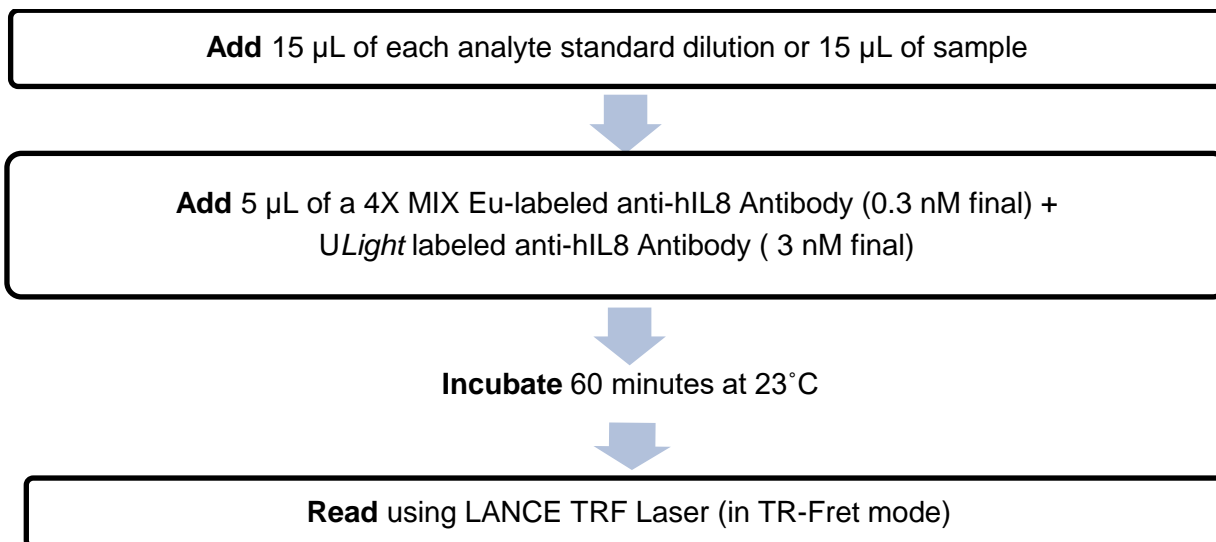 Add 15 µL of each analyte standard dilution or 15 µL of sample
Add 5 µL of a 4X MIX Eu-labeled anti-hIL8 Antibody (0.3 nM final) +
ULight labeled anti-hIL8 Antibody ( 3 nM final)
Incubate 60 minutes at 23˚C
Read using LANCE TRF Laser (in TR-Fret mode)